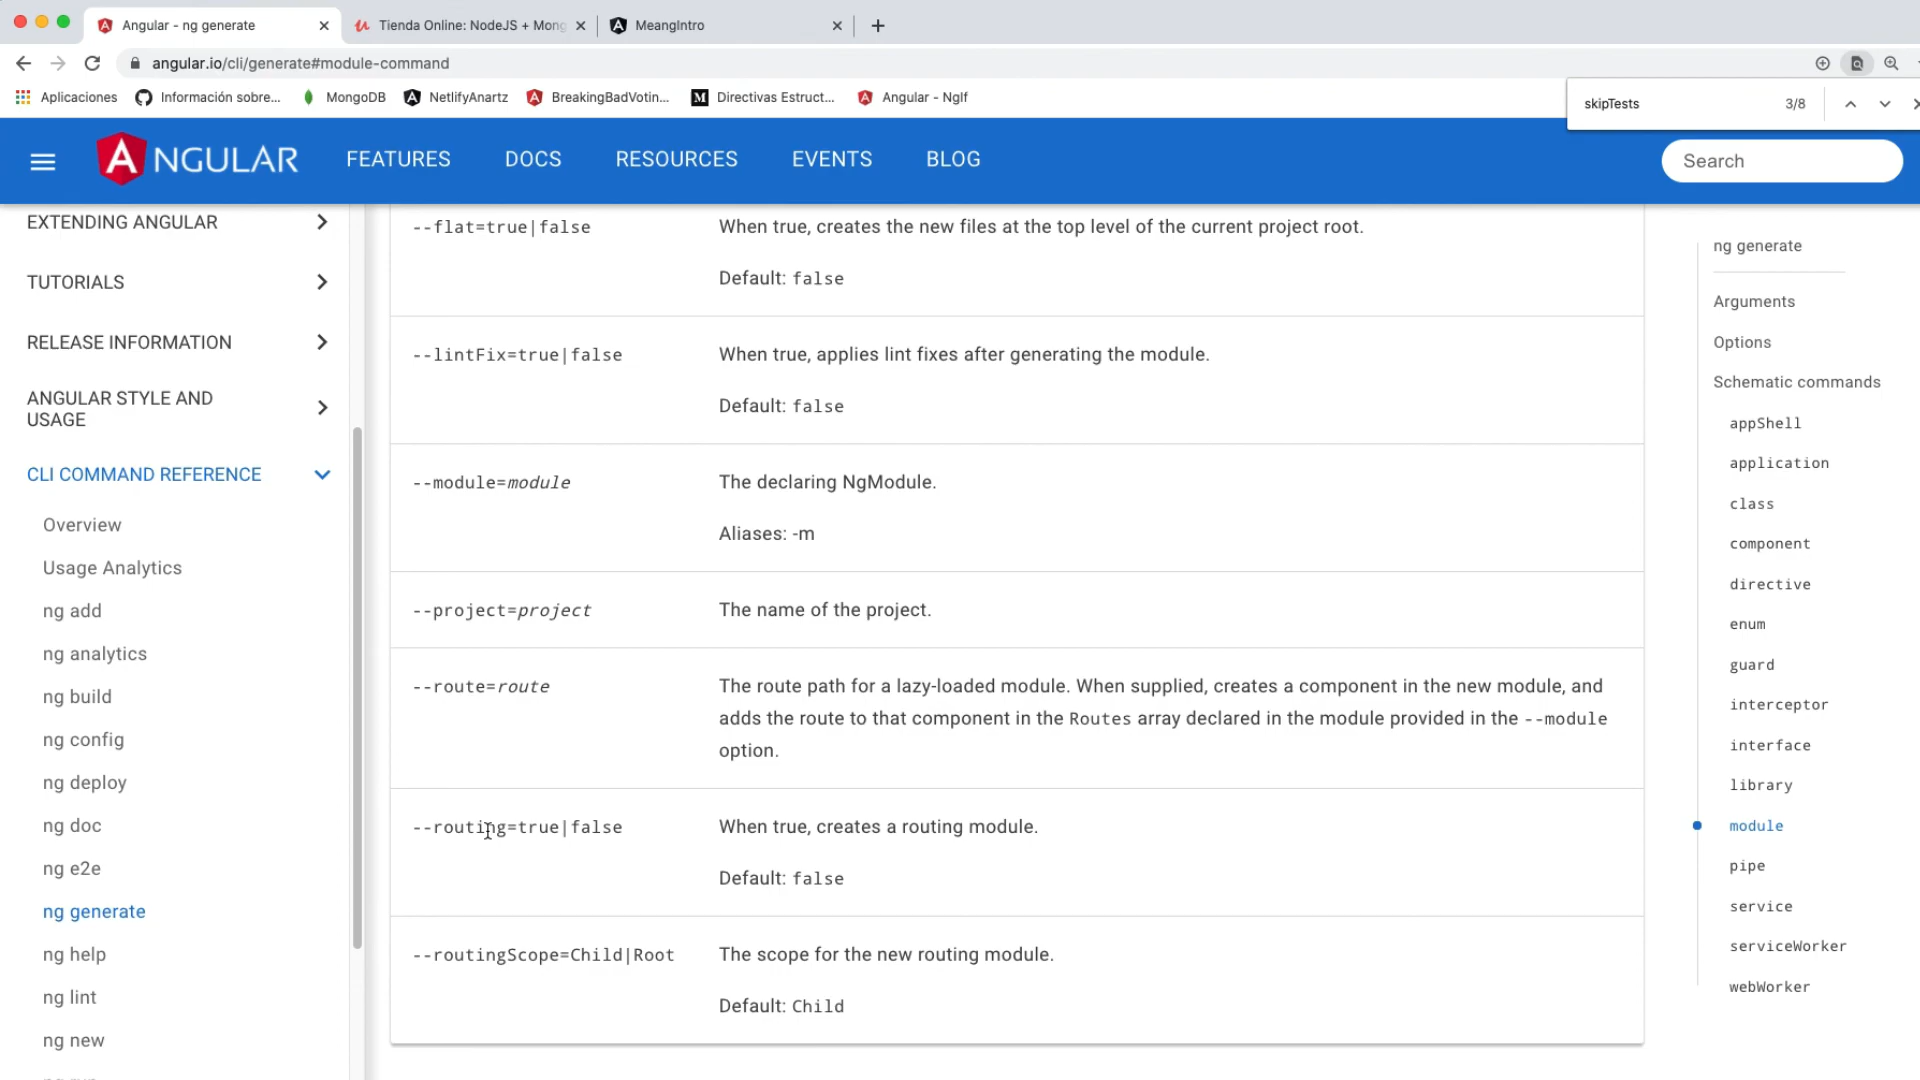 Angular - ng generate
Tienda Online: NodeJS + Mong
MeangIntro
angular.io/cli/generate#module-command
Aplicaciones
Información sobre...
MongoDB
NetlifyAnartz
BreakingBadVotin...
Directivas Estruct...
Angular - NgIf
skipTests
3/8
ANGULAR
FEATURES
DOCS
RESOURCES
EVENTS
BLOG
Search
EXTENDING ANGULAR
TUTORIALS
RELEASE INFORMATION
ANGULAR STYLE AND
USAGE
CLI COMMAND REFERENCE
Overview
Usage Analytics
ng add
ng analytics
ng build
ng config
ng deploy
ng doc
ng e2e
ng generate
ng help
ng lint
ng new
--flat=true|false
When true, creates the new files at the top level of the current project root.
Default: false
--lintFix=true|false
When true, applies lint fixes after generating the module.
Default: false
--module=module
The declaring NgModule.
Aliases: -m
--project=project
The name of the project.
--route=route
The route path for a lazy-loaded module. When supplied, creates a component in the new module, and
adds the route to that component in the Routes array declared in the module provided in the --module
option.
--routing=true|false
When true, creates a routing module.
Default: false
--routingScope=Child|Root
The scope for the new routing module.
Default: Child
ng generate
Arguments
Options
Schematic commands
appShell
application
class
component
directive
enum
guard
interceptor
interface
library
module
pipe
service
serviceWorker
webWorker